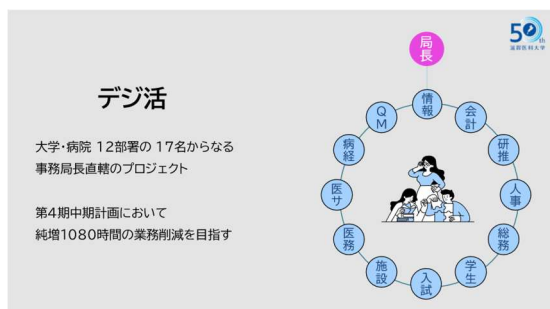 50th
滋賀医科大学
局長
デジ活
大学・病院 12部署の 17名からなる
事務局長直轄のプロジェクト
第4期中期計画において
純増1080時間の業務削減を目指す
情報
会計
研推
人事
総務
学生
入試
施設
医務
医サ
病経
QM